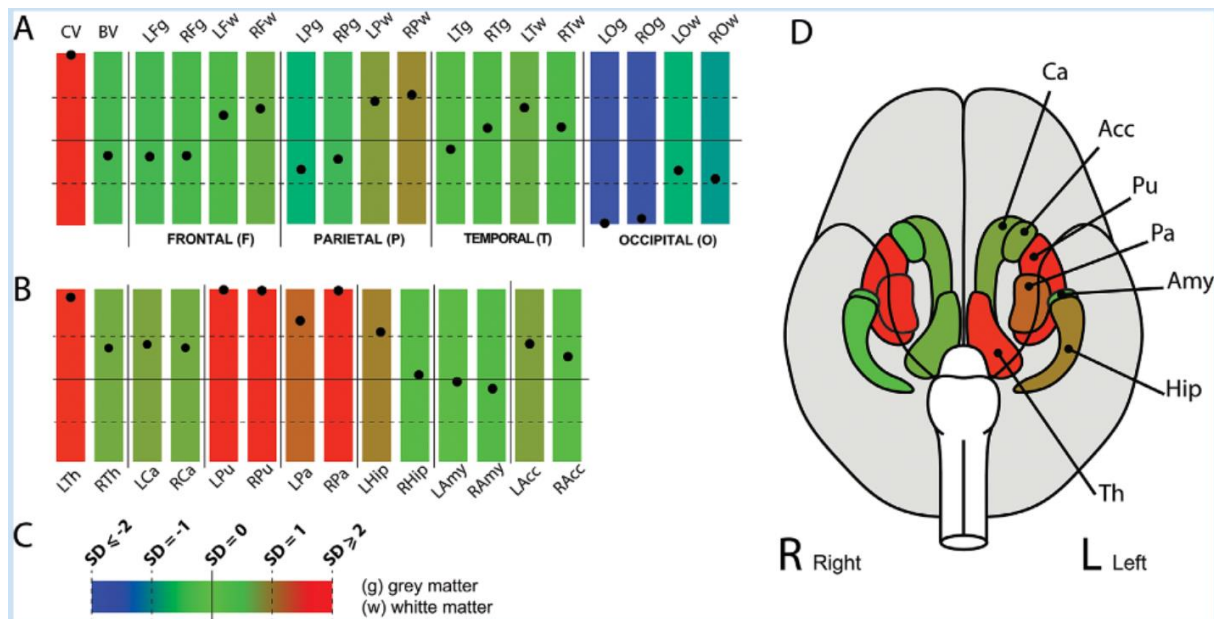 A
CV BV LFg RFg LFw RFw LPg RPg LPw RPw LTg RTg LTw RTw LOg ROg LOw ROw
FRONTAL (F) PARIETAL (P) TEMPORAL (T) OCCIPITAL (O)
B
LTh RTh LCa RCa LPu RPu LPa RPa LHip RHip LAmy RAmy LAcc RAcc
C
SD ≤ -2 SD = -1 SD = 0 SD = 1 SD ⩾ 2
(g) grey matter
(w) whitte matter
D
Ca
Acc
Pu
Pa
Amy
Hip
Th
R Right L Left